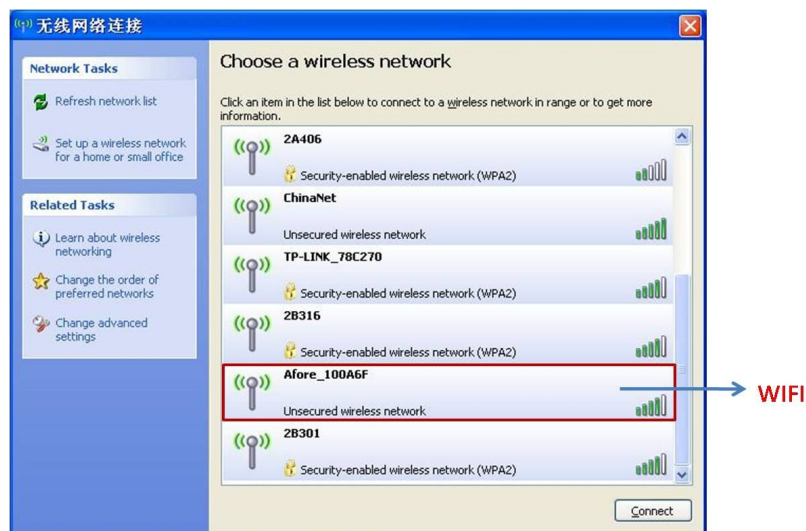 无线网络连接
Network Tasks
Refresh network list
Set up a wireless network
for a home or small office
Related Tasks
Learn about wireless
networking
Change the order of
preferred networks
Change advanced
settings
Choose a wireless network
Click an item in the list below to connect to a wireless network in range or to get more
information.
2A406
Security-enabled wireless network (WPA2)
ChinaNet
Unsecured wireless network
TP-LINK_78C270
Security-enabled wireless network (WPA2)
2B316
Security-enabled wireless network (WPA2)
Afore_100A6F
Unsecured wireless network
2B301
Security-enabled wireless network (WPA2)
Connect
WIFI